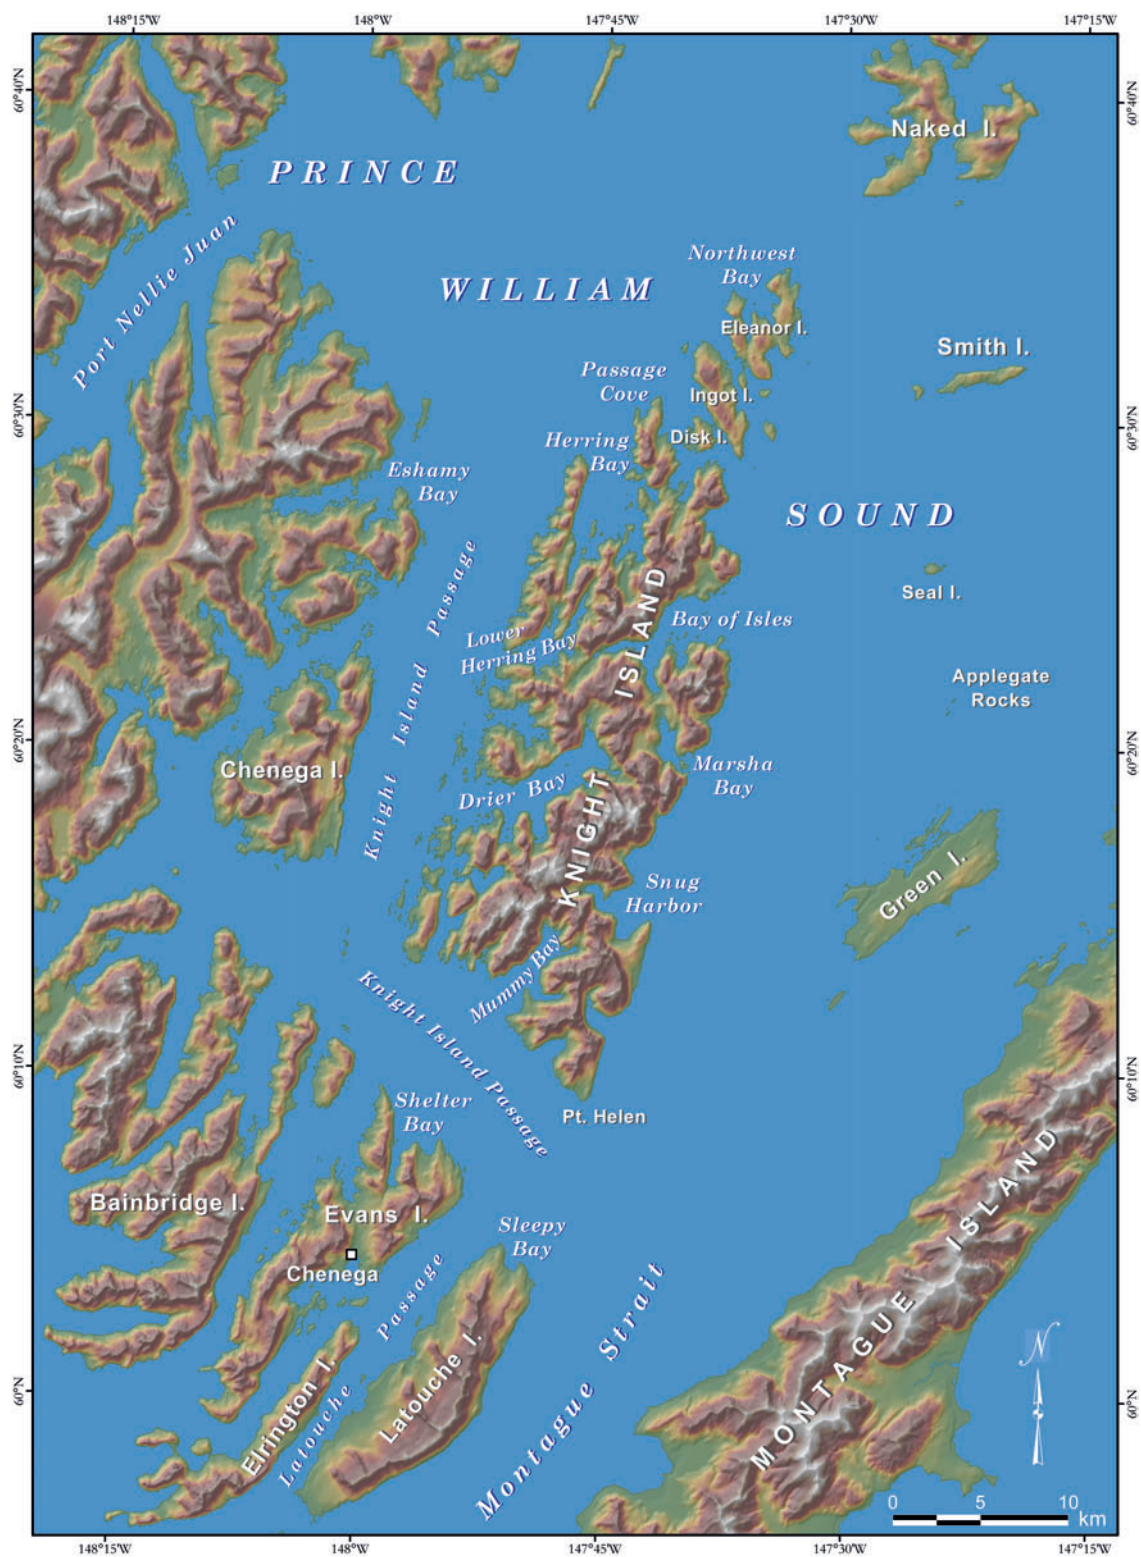 148°15'W
148°W
147°45'W
147°30'W
147°15'W
60°40'N
60°40'N
Naked I.
PRINCE
Port Nellie Juan
Northwest
Bay
WILLIAM
Eleanor I.
Smith I.
Passage
Cove
Ingot I.
60°30'N
60°30'N
Disk I.
Herring
Bay
Eshamy
Bay
SOUND
Knight Island Passage
Seal I.
Lower
Herring Bay
Bay of Isles
KNIGHT ISLAND
Applegate
Rocks
60°20'N
60°20'N
Chenega I.
Marsha
Bay
Drier Bay
Snug
Harbor
Green I.
Mummy Bay
Knight Island Passage
60°10'N
60°10'N
Shelter
Bay
Pt. Helen
Bainbridge I.
Evans I.
Sleepy
Bay
Chenega
Latouche Passage
MONTAGUE ISLAND
Montague Strait
Latouche I.
Elrington I.
N
60°N
60°N
0 5 10
km
148°15'W
148°W
147°45'W
147°30'W
147°15'W